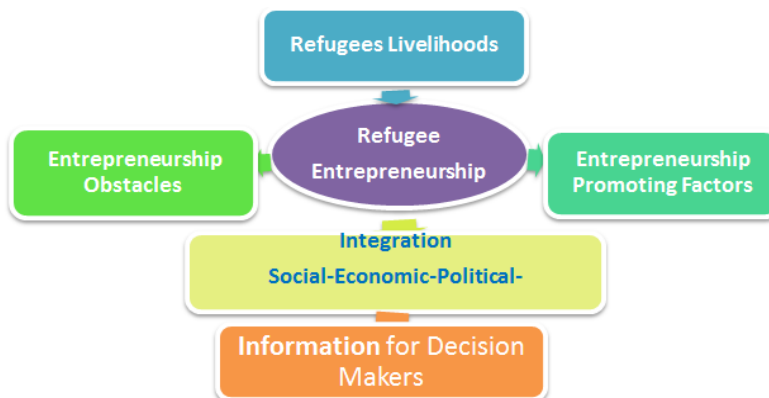 Refugees Livelihoods
Refugee
Entrepreneurship
Entrepreneurship
Obstacles
Entrepreneurship
Promoting Factors
Integration
Social-Economic-Political-
Information for Decision
Makers